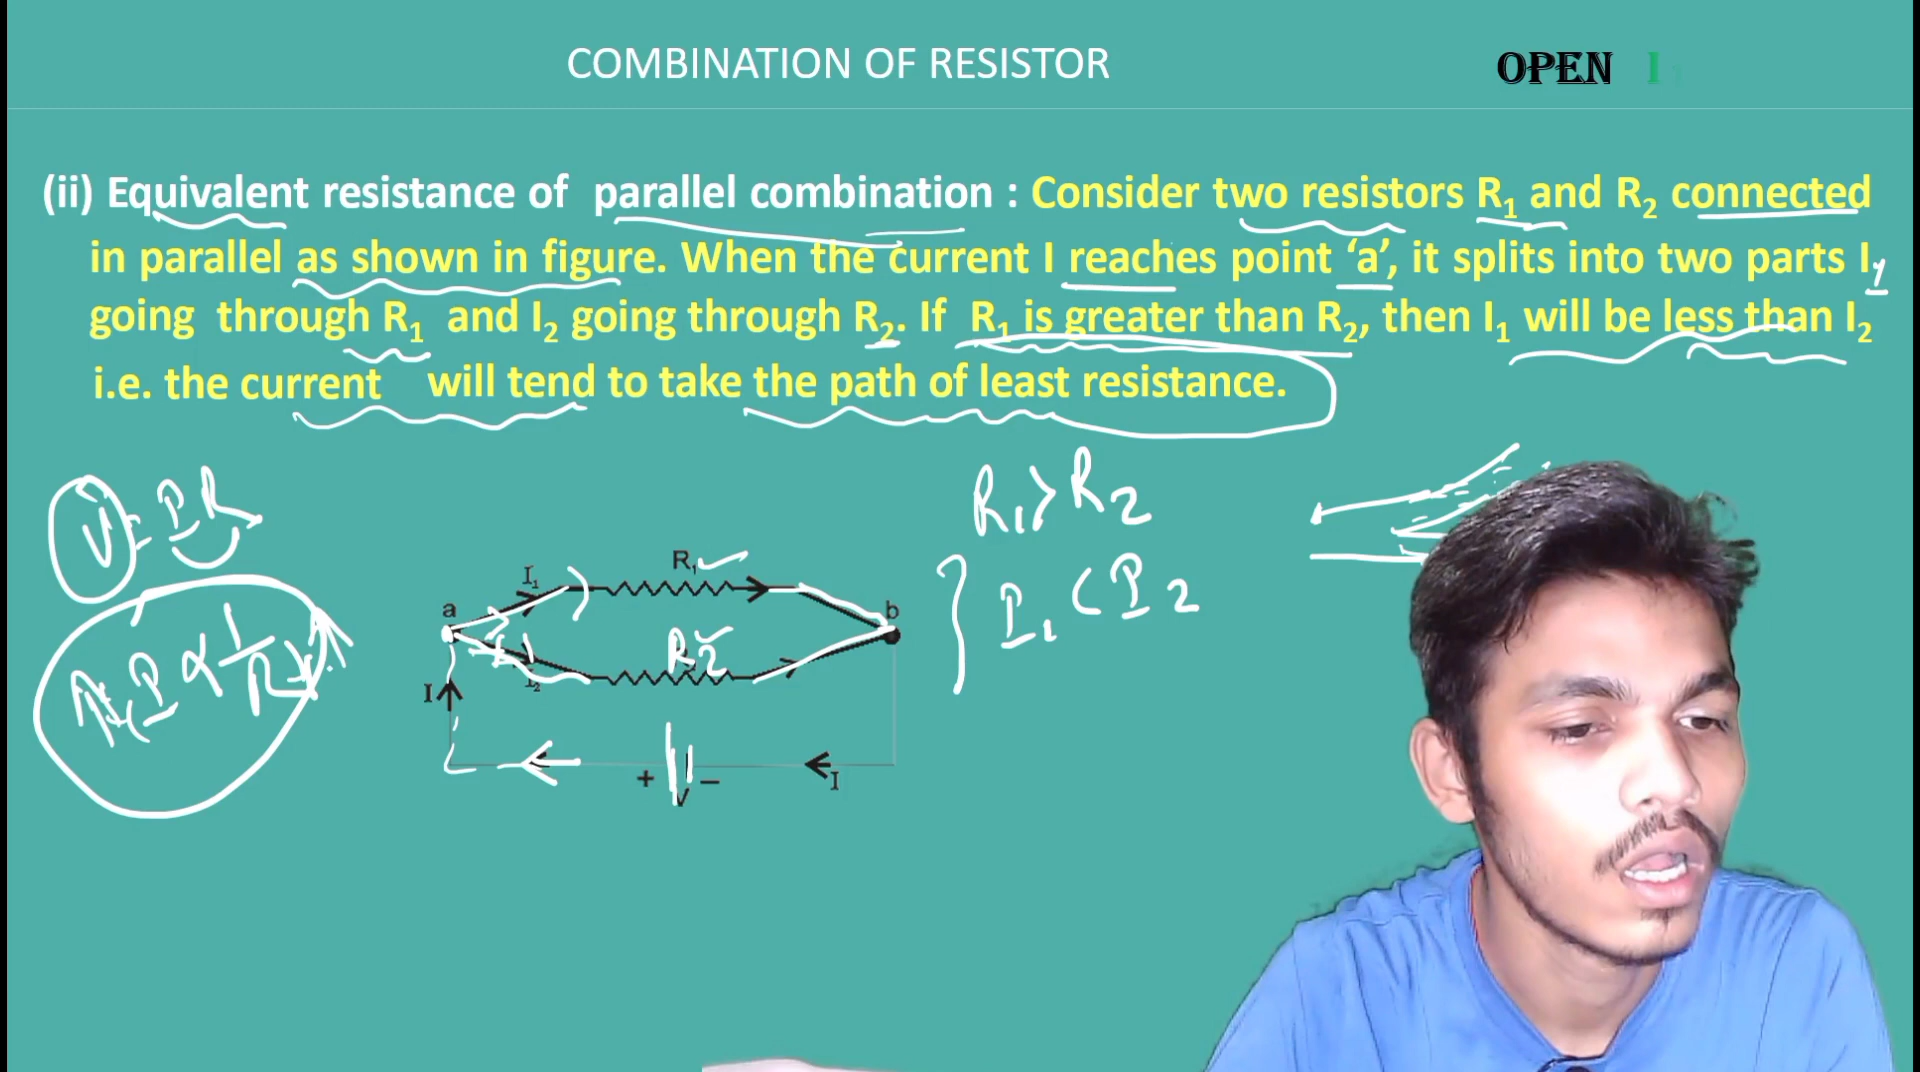 COMBINATION OF RESISTOR
OPEN I
(ii) Equivalent resistance of parallel combination : Consider two resistors R₁ and R₂ connected
in parallel as shown in figure. When the current I reaches point ‘a’, it splits into two parts I₁
going through R₁ and I₂ going through R₂. If R₁ is greater than R₂, then I₁ will be less than I₂
i.e. the current will tend to take the path of least resistance.
V = IR
I ∝ 1/R
R₁ > R₂
I₁ < I₂
R₁
I₁
a
b
R₂
I₂
I
+ −
V
I